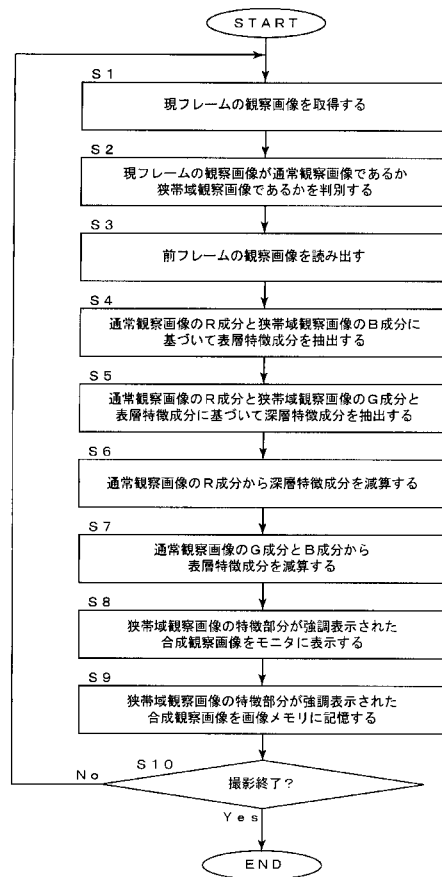 START
S1
現フレームの観察画像を取得する
S2
現フレームの観察画像が通常観察画像であるか
狭帯域観察画像であるかを判別する
S3
前フレームの観察画像を読み出す
S4
通常観察画像のR成分と狭帯域観察画像のB成分に
基づいて表層特徴成分を抽出する
S5
通常観察画像のR成分と狭帯域観察画像のG成分と
表層特徴成分に基づいて深層特徴成分を抽出する
S6
通常観察画像のR成分から深層特徴成分を減算する
S7
通常観察画像のG成分とB成分から
表層特徴成分を減算する
S8
狭帯域観察画像の特徴部分が強調表示された
合成観察画像をモニタに表示する
S9
狭帯域観察画像の特徴部分が強調表示された
合成観察画像を画像メモリに記憶する
S10
No
撮影終了?
Yes
END